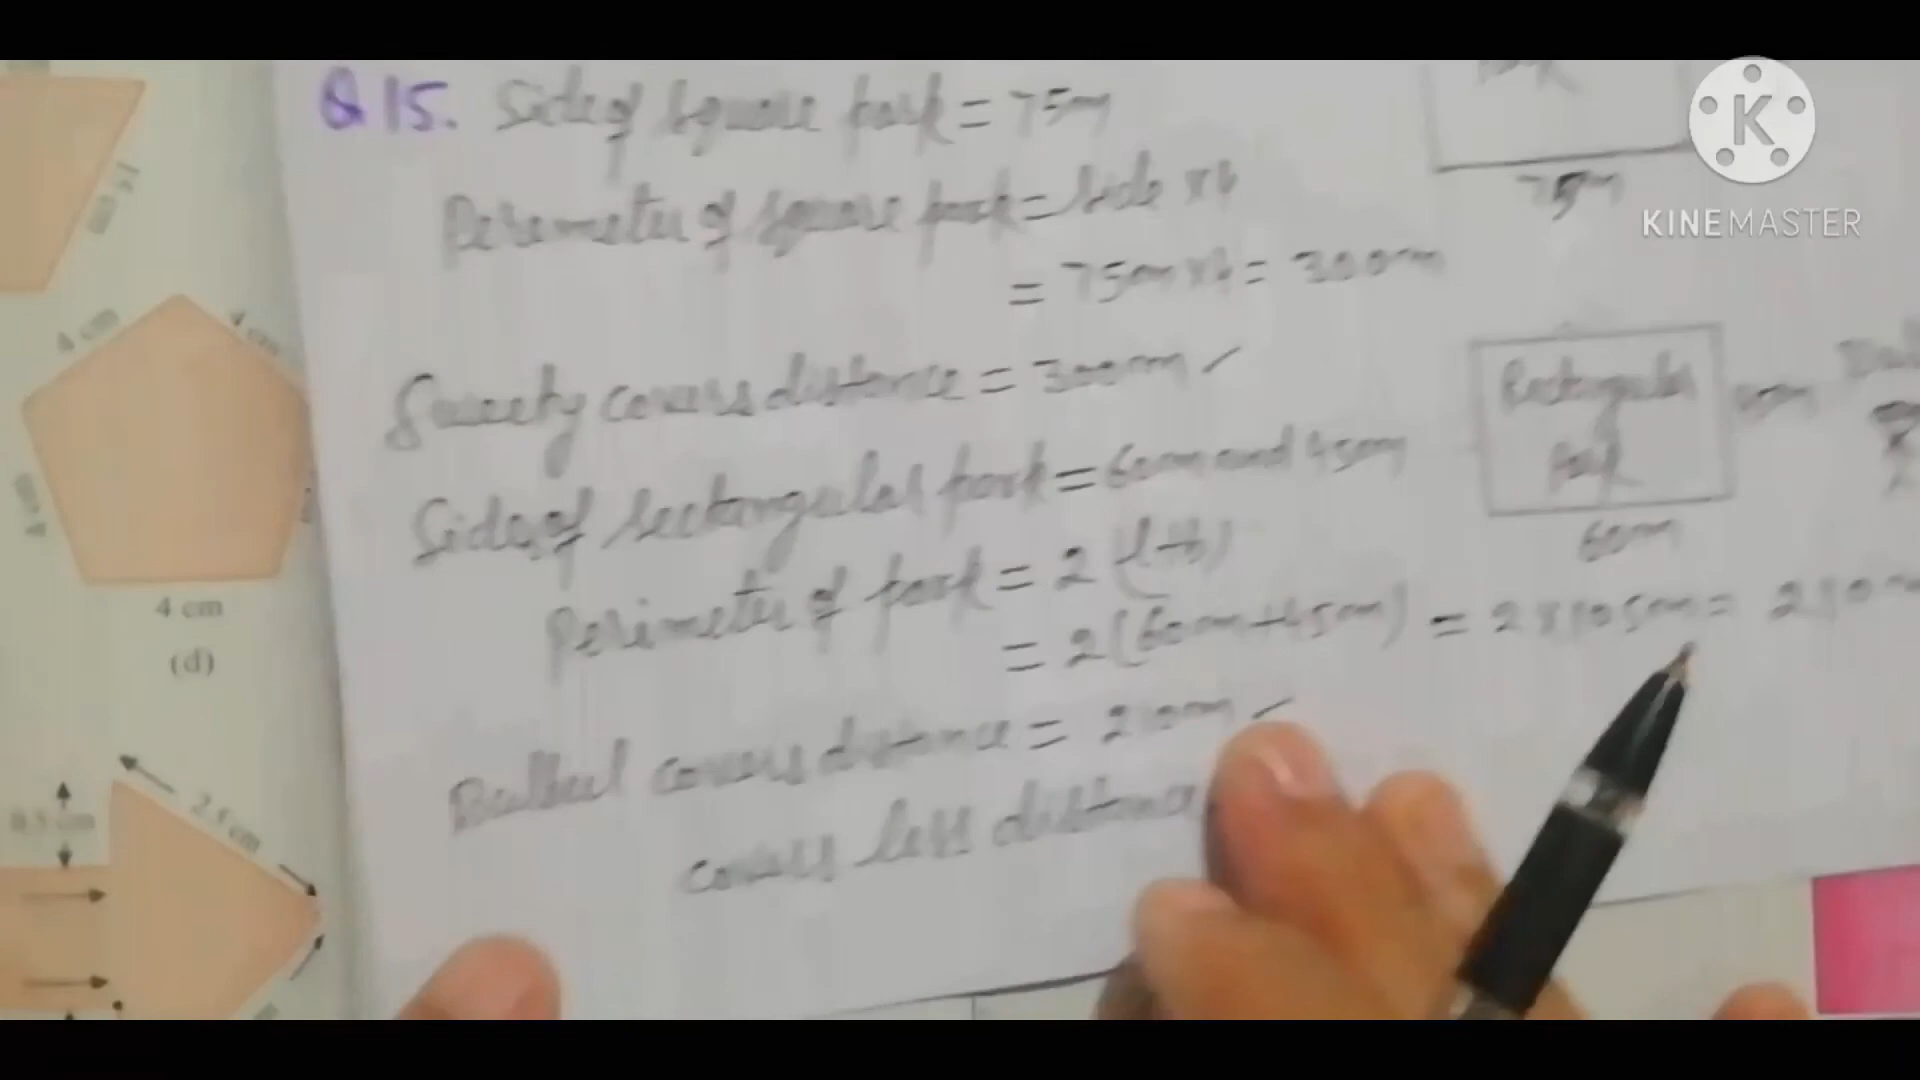 Q 15. Side of square park = 75m
Perimeter of square park = side × 4
= 75m × 4 = 300m
Sweety covers distance = 300m
Sides of rectangular park = 60m and 45m
Perimeter of park = 2 (l+b)
= 2(60m+45m) = 2×105m = 210m
Bulbul covers distance = 210m
covers less distance
75m
Rectangular
Park
60m
K
KINEMASTER
4 cm
4 cm
4 cm
(d)
0.5 cm
2.5 cm